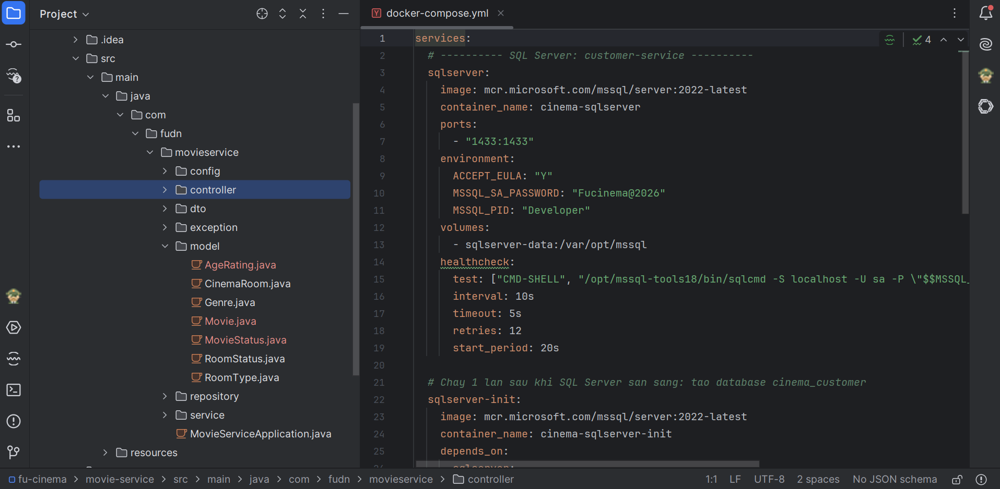 Project
docker-compose.yml
.idea
src
main
java
com
fudn
movieservice
config
controller
dto
exception
model
AgeRating.java
CinemaRoom.java
Genre.java
Movie.java
MovieStatus.java
RoomStatus.java
RoomType.java
repository
service
MovieServiceApplication.java
resources
4
1 services:
2 # ---------- SQL Server: customer-service ----------
3 sqlserver:
4 image: mcr.microsoft.com/mssql/server:2022-latest
5 container_name: cinema-sqlserver
6 ports:
7 - "1433:1433"
8 environment:
9 ACCEPT_EULA: "Y"
10 MSSQL_SA_PASSWORD: "Fucinema@2026"
11 MSSQL_PID: "Developer"
12 volumes:
13 - sqlserver-data:/var/opt/mssql
14 healthcheck:
15 test: ["CMD-SHELL", "/opt/mssql-tools18/bin/sqlcmd -S localhost -U sa -P \"$$MSSQL_
16 interval: 10s
17 timeout: 5s
18 retries: 12
19 start_period: 20s
20
21 # Chay 1 lan sau khi SQL Server san sang: tao database cinema_customer
22 sqlserver-init:
23 image: mcr.microsoft.com/mssql/server:2022-latest
24 container_name: cinema-sqlserver-init
25 depends_on:
fu-cinema > movie-service > src > main > java > com > fudn > movieservice > controller
1:1 LF UTF-8 2 spaces No JSON schema